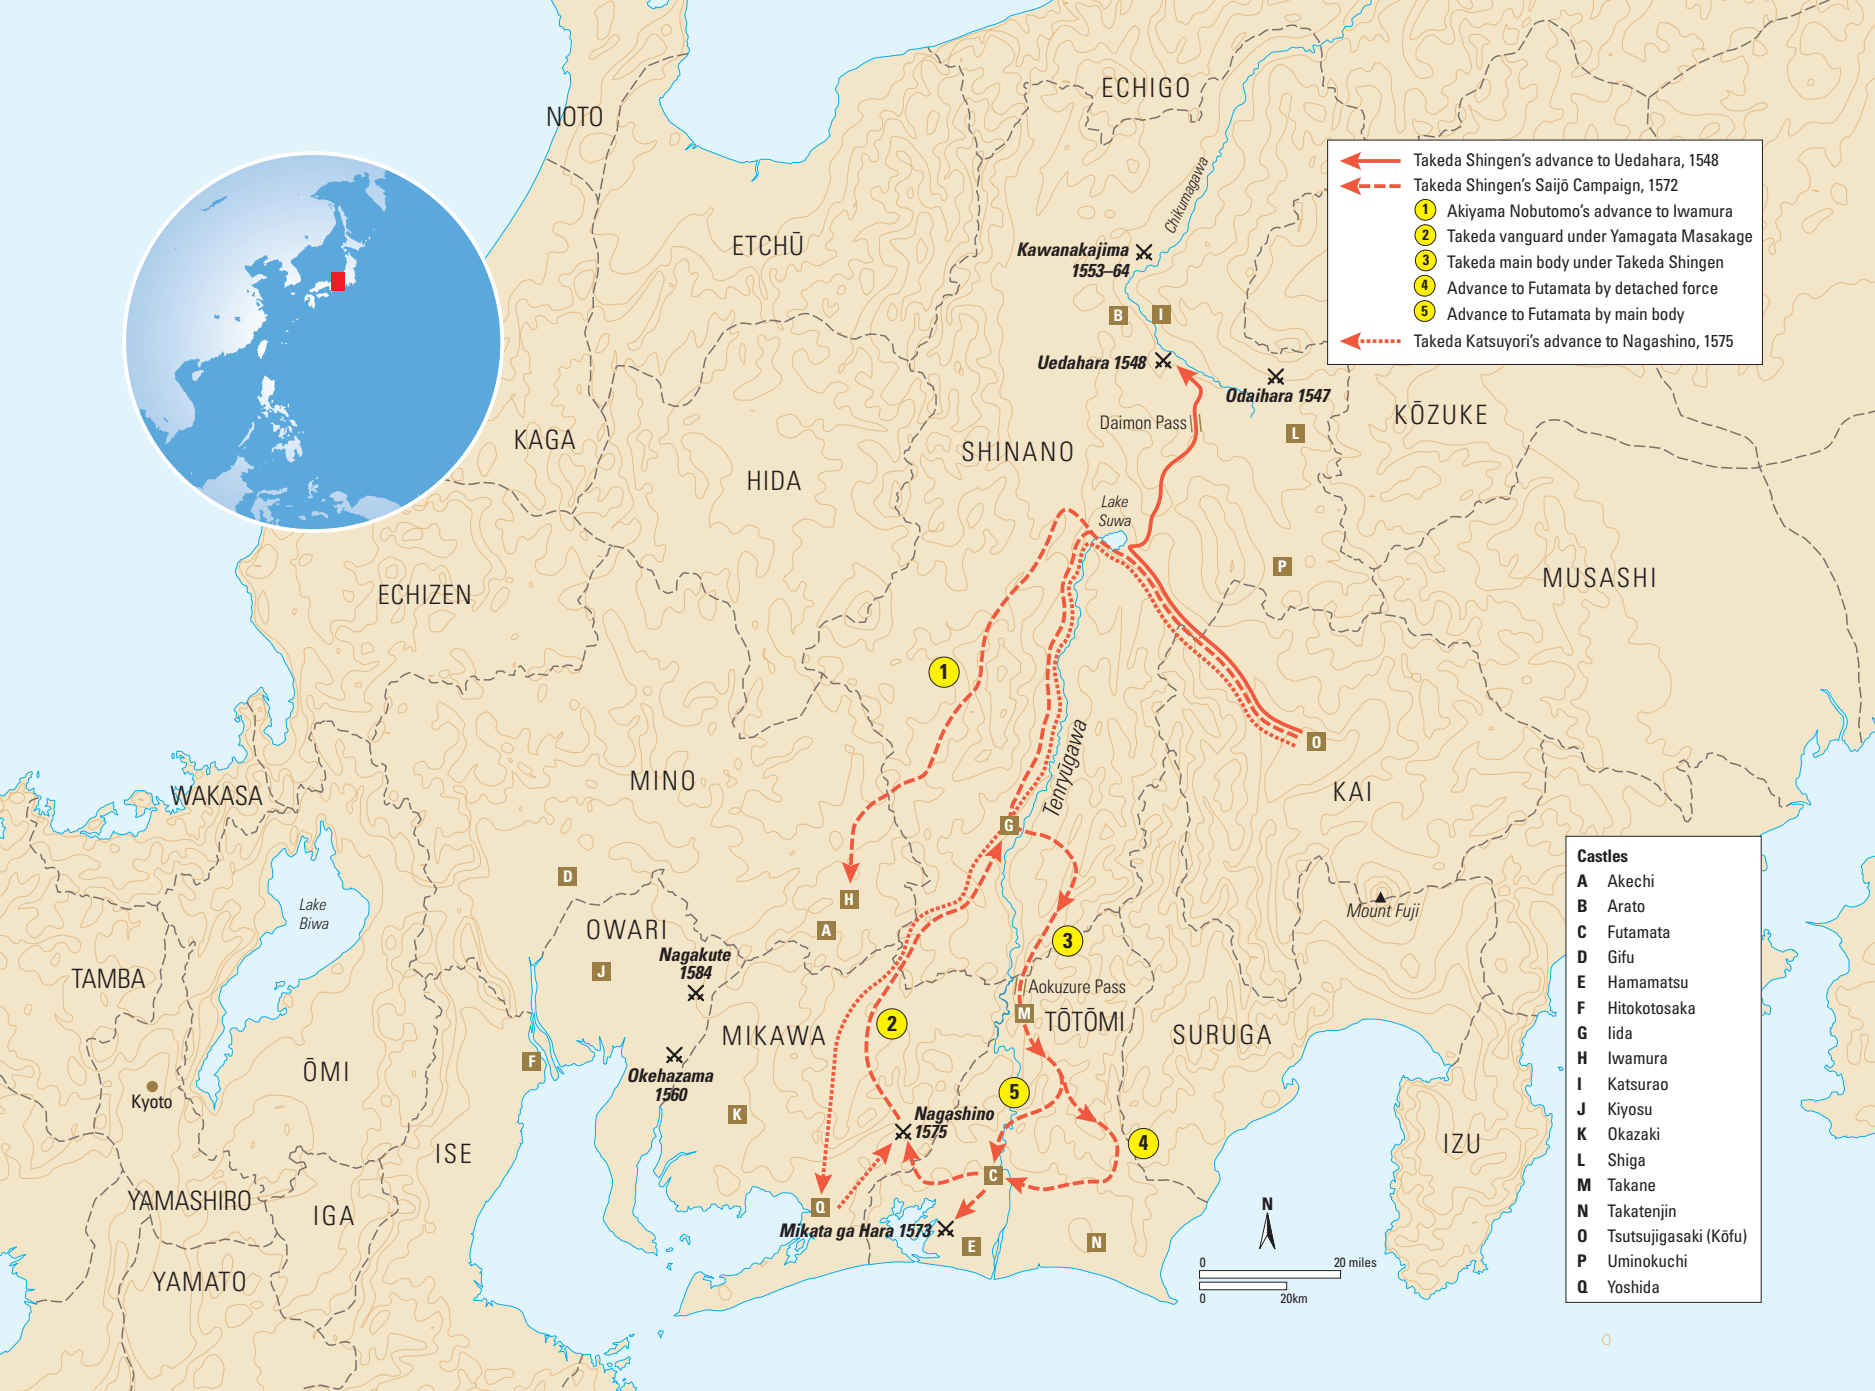 NOTO
ECHIGO
ETCHŪ
Chikumagawa
Kawanakajima
1553–64
B
I
Uedahara 1548
Odaihara 1547
Daimon Pass
L
KAGA
SHINANO
HIDA
KŌZUKE
Lake
Suwa
P
MUSASHI
ECHIZEN
1
O
Tenryūgawa
KAI
MINO
WAKASA
G
D
H
A
Lake
Biwa
OWARI
Nagakute
1584
J
Mount Fuji
3
TAMBA
Aokuzure Pass
M
2
TŌTŌMI
SURUGA
MIKAWA
F
Okehazama
1560
ŌMI
Kyoto
5
K
Nagashino
1575
4
IZU
ISE
C
YAMASHIRO
IGA
Q
Mikata ga Hara 1573
E
N
YAMATO
N
0
20 miles
0
20km
Takeda Shingen's advance to Uedahara, 1548
Takeda Shingen's Saijō Campaign, 1572
1 Akiyama Nobutomo's advance to Iwamura
2 Takeda vanguard under Yamagata Masakage
3 Takeda main body under Takeda Shingen
4 Advance to Futamata by detached force
5 Advance to Futamata by main body
Takeda Katsuyori's advance to Nagashino, 1575
Castles
A Akechi
B Arato
C Futamata
D Gifu
E Hamamatsu
F Hitokotosaka
G Iida
H Iwamura
I Katsurao
J Kiyosu
K Okazaki
L Shiga
M Takane
N Takatenjin
O Tsutsujigasaki (Kōfu)
P Uminokuchi
Q Yoshida